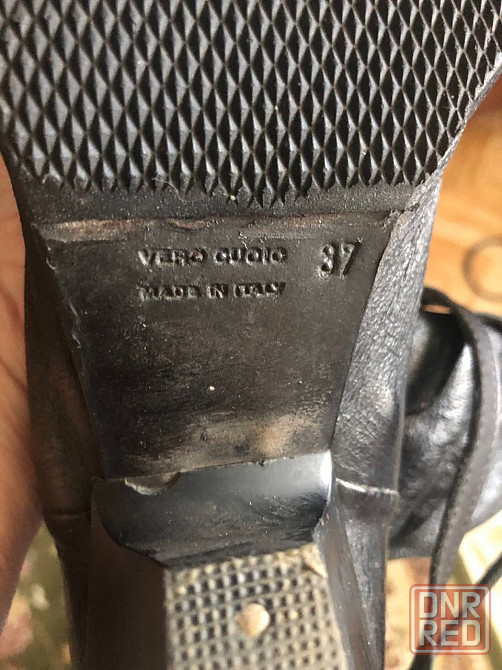 VERO CUOIO 37
MADE IN ITALY
DNR
RED